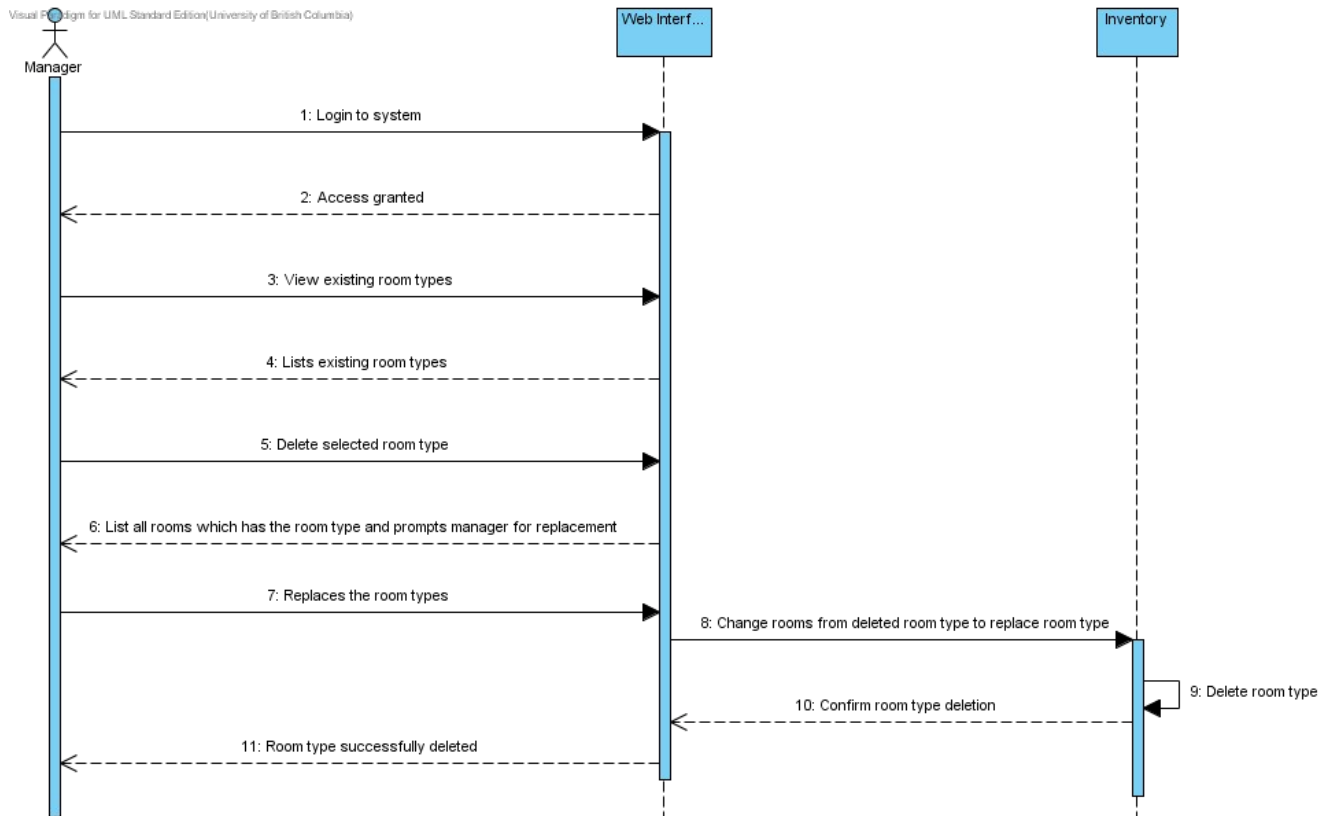 Visual Paradigm for UML Standard Edition(University of British Columbia)
Manager
Web Interf...
Inventory
1: Login to system
2: Access granted
3: View existing room types
4: Lists existing room types
5: Delete selected room type
6: List all rooms which has the room type and prompts manager for replacement
7: Replaces the room types
8: Change rooms from deleted room type to replace room type
9: Delete room type
10: Confirm room type deletion
11: Room type successfully deleted